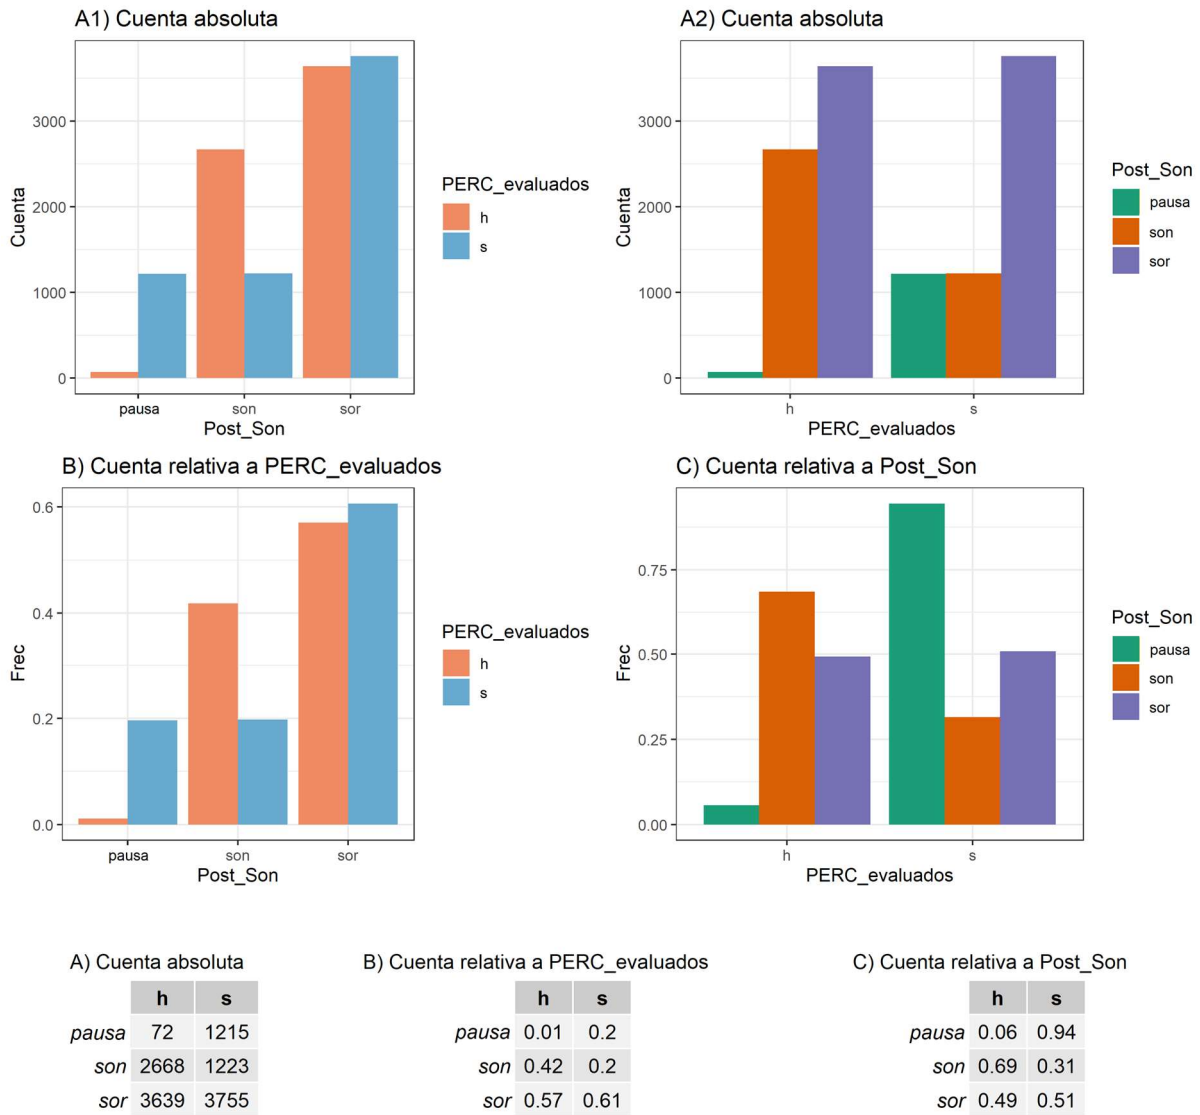 A1) Cuenta absoluta
Cuenta
3000
2000
1000
0
pausa son sor
Post_Son
PERC_evaluados
h
s
A2) Cuenta absoluta
Cuenta
3000
2000
1000
0
h s
PERC_evaluados
Post_Son
pausa
son
sor
B) Cuenta relativa a PERC_evaluados
Frec
0.6
0.4
0.2
0.0
pausa son sor
Post_Son
PERC_evaluados
h
s
C) Cuenta relativa a Post_Son
Frec
0.75
0.50
0.25
0.00
h s
PERC_evaluados
Post_Son
pausa
son
sor
A) Cuenta absoluta
h s
pausa 72 1215
son 2668 1223
sor 3639 3755
B) Cuenta relativa a PERC_evaluados
h s
pausa 0.01 0.2
son 0.42 0.2
sor 0.57 0.61
C) Cuenta relativa a Post_Son
h s
pausa 0.06 0.94
son 0.69 0.31
sor 0.49 0.51